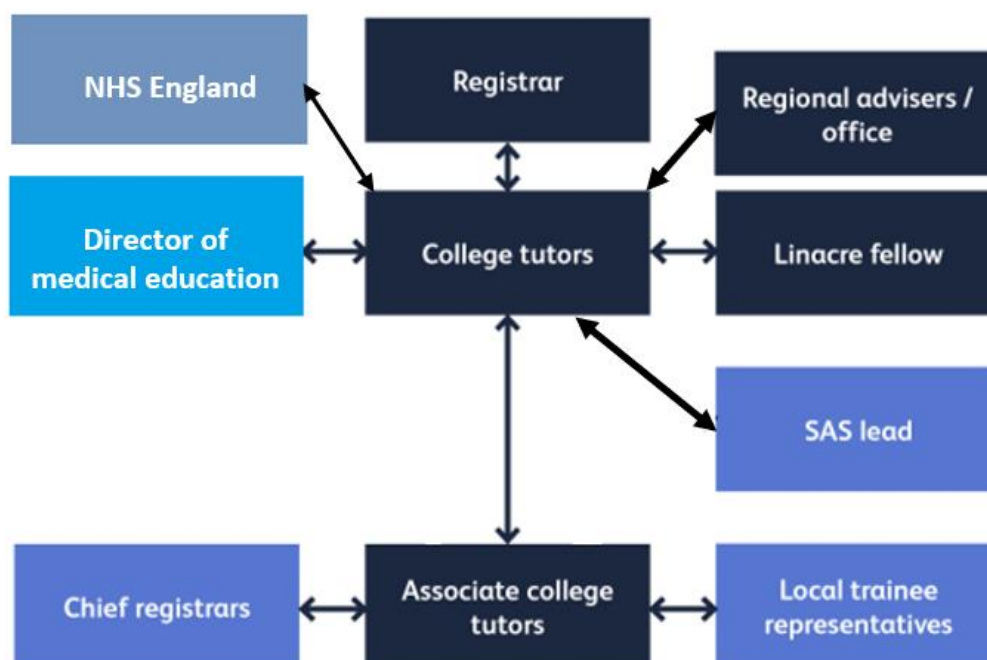 NHS England
Registrar
Regional advisers /
office
Director of
medical education
College tutors
Linacre fellow
SAS lead
Chief registrars
Associate college
tutors
Local trainee
representatives